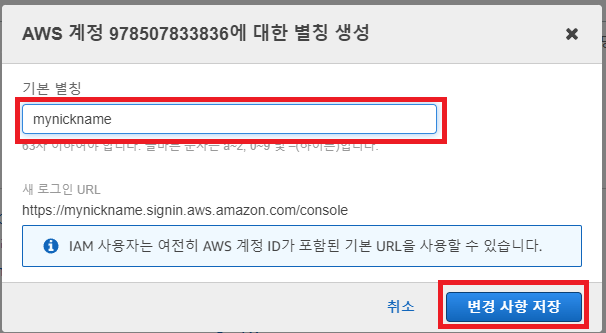 AWS 계정 978507833836에 대한 별칭 생성
기본 별칭
mynickname
63자 이하여야 합니다. 올바른 문자는 a~z, 0~9 및 -(하이픈)입니다.
새 로그인 URL
https://mynickname.signin.aws.amazon.com/console
IAM 사용자는 여전히 AWS 계정 ID가 포함된 기본 URL을 사용할 수 있습니다.
취소
변경 사항 저장